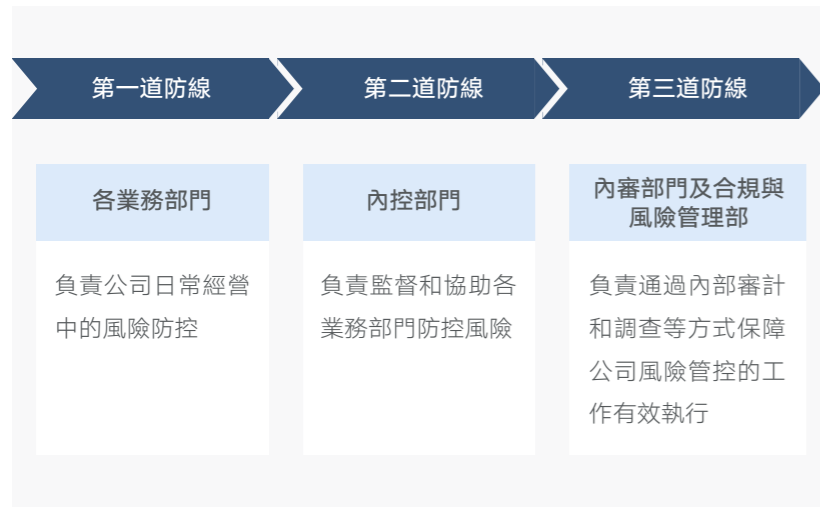 第一道防線
第二道防線
第三道防線
各業務部門
內控部門
內審部門及合規與
風險管理部
負責公司日常經營
中的風險防控
負責監督和協助各
業務部門防控風險
負責通過內部審計
和調查等方式保障
公司風險管控的工
作有效執行